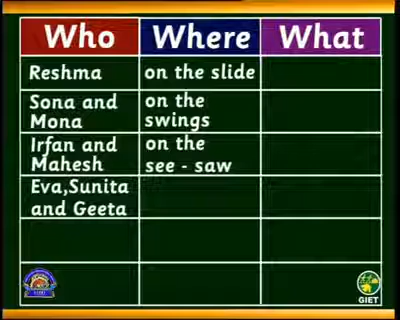 Who Where What
Reshma on the slide
Sona and on the
Mona swings
Irfan and on the
Mahesh see - saw
Eva,Sunita
and Geeta
GIET